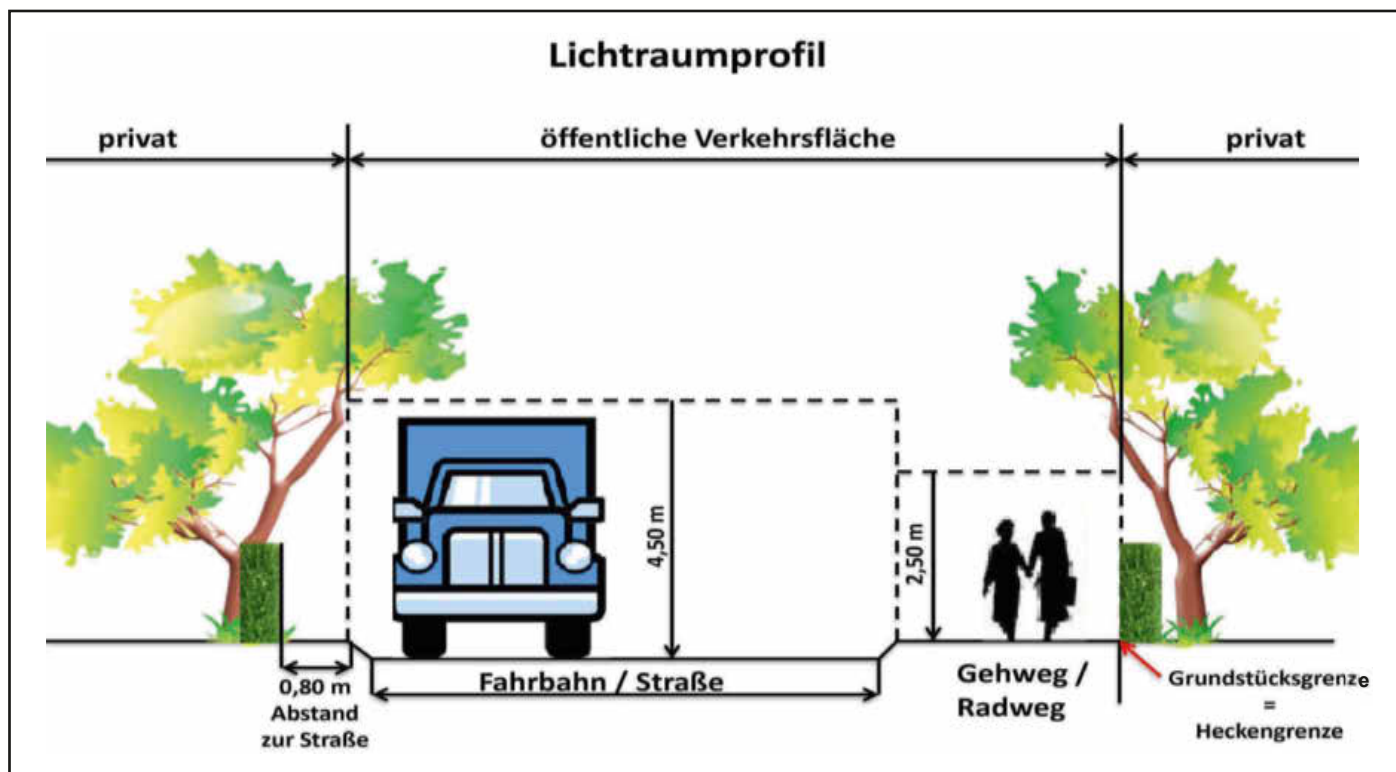 Lichtraumprofil
privat
öffentliche Verkehrsfläche
privat
4,50 m
2,50 m
0,80 m
Abstand
zur Straße
Fahrbahn / Straße
Gehweg /
Radweg
Grundstücksgrenze
=
Heckengrenze